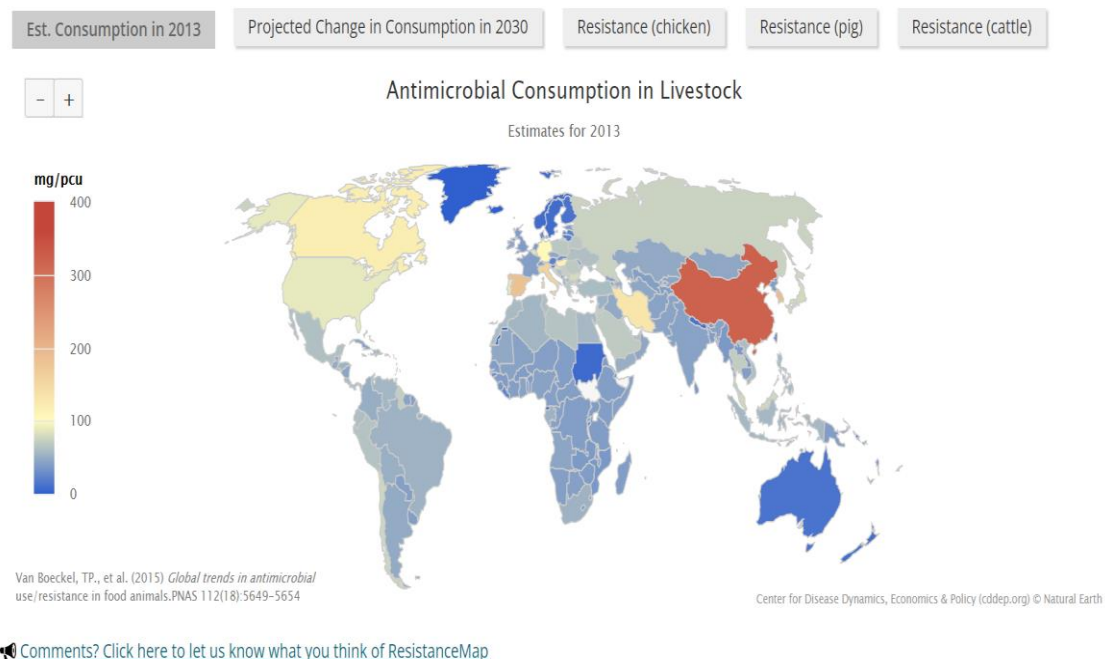 Est. Consumption in 2013
Projected Change in Consumption in 2030
Resistance (chicken)
Resistance (pig)
Resistance (cattle)
- +
Antimicrobial Consumption in Livestock
Estimates for 2013
mg/pcu
400
300
200
100
0
Van Boeckel, TP., et al. (2015) Global trends in antimicrobial
use/resistance in food animals.PNAS 112(18):5649–5654
Center for Disease Dynamics, Economics & Policy (cddep.org) © Natural Earth
Comments? Click here to let us know what you think of ResistanceMap